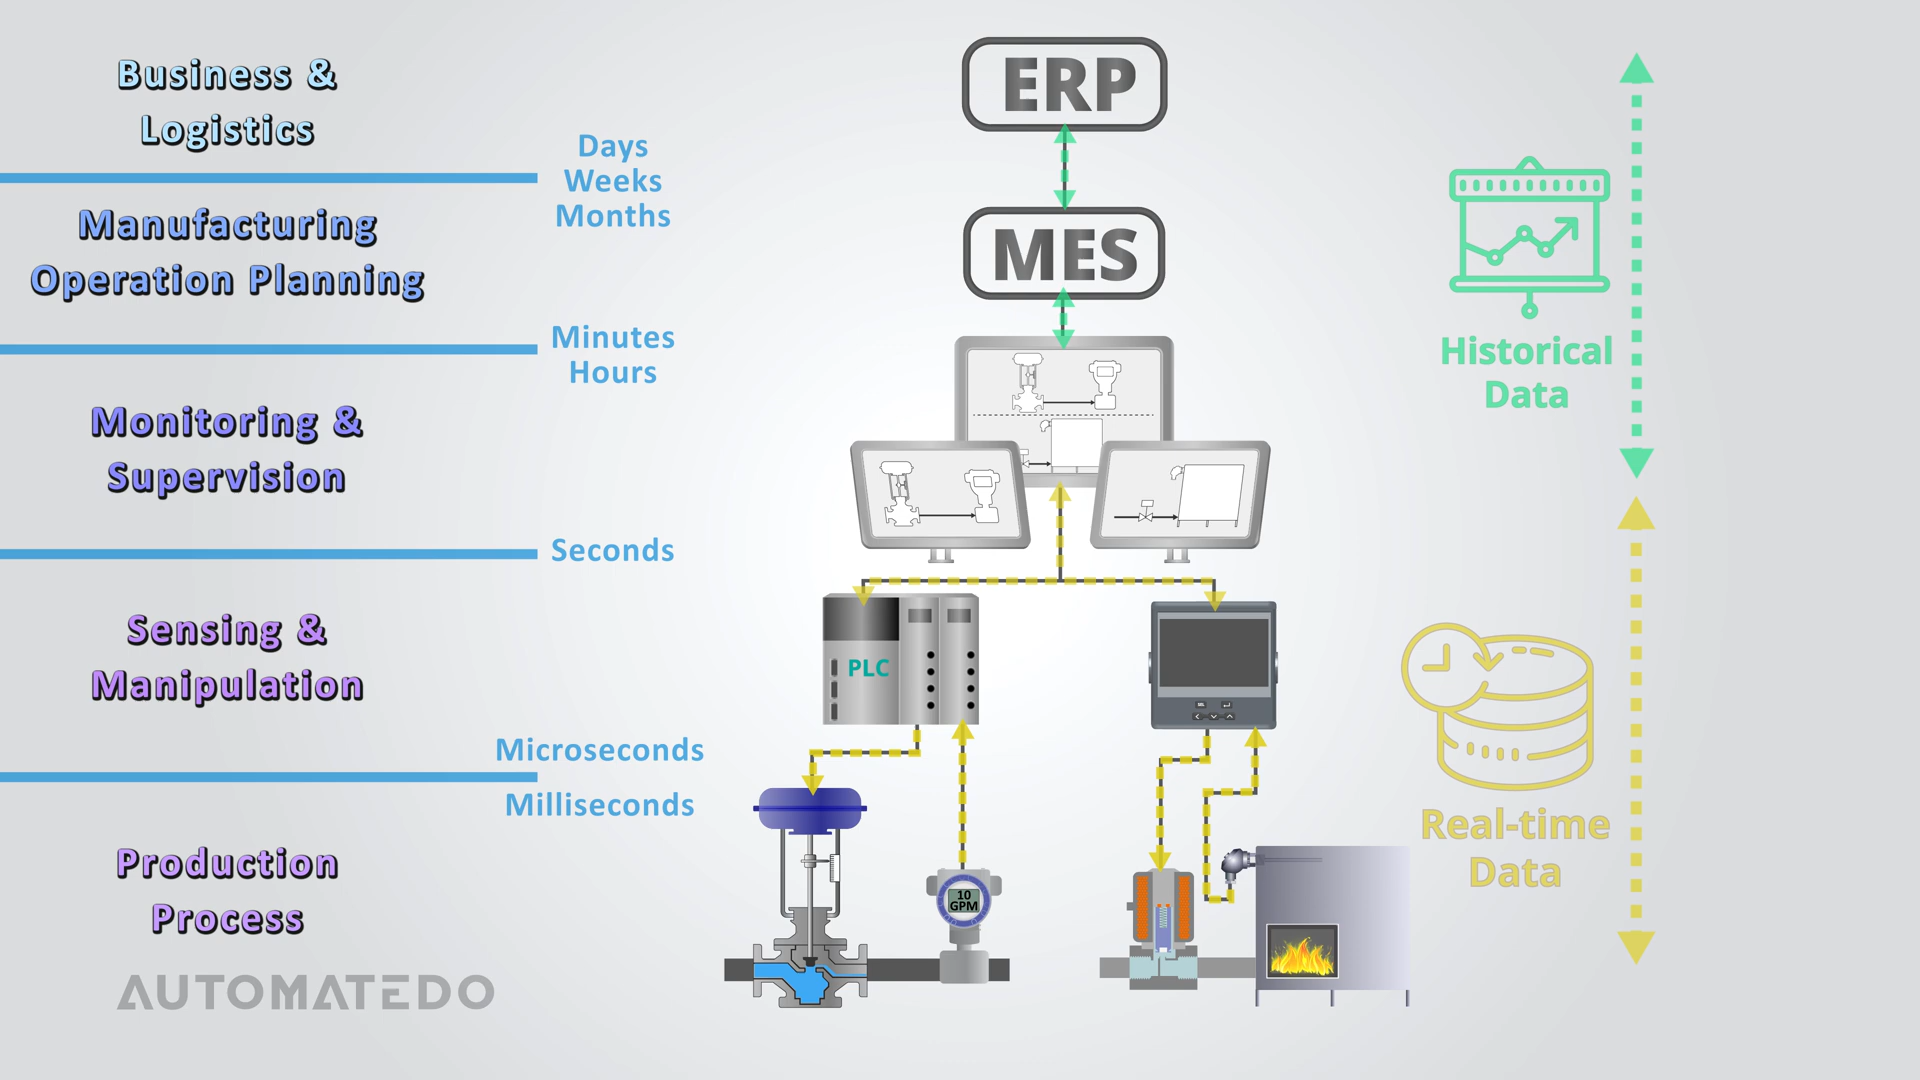 Business &
Logistics
Days
Weeks
Months
Manufacturing
Operation Planning
Minutes
Hours
Monitoring &
Supervision
Seconds
Sensing &
Manipulation
Microseconds
Milliseconds
Production
Process
AUTOMATEDO
ERP
MES
PLC
10
GPM
Historical
Data
Real-time
Data